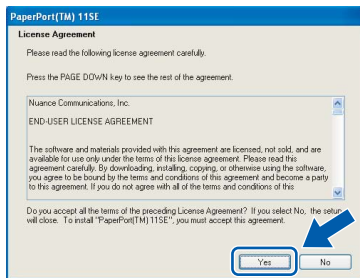 PaperPort(TM) 11SE
License Agreement
Please read the following license agreement carefully.
Press the PAGE DOWN key to see the rest of the agreement.
Nuance Communications, Inc.
END-USER LICENSE AGREEMENT
The software and materials provided with this agreement are licensed, not sold, and are
available for use only under the terms of this license agreement. Please read this
agreement carefully. By downloading, installing, copying, or otherwise using the software,
you agree to be bound by the terms and conditions of this agreement and become a party
to this agreement. If you do not agree with all of the terms and conditions of this
Do you accept all the terms of the preceding License Agreement? If you select No, the setup
will close. To install "PaperPort(TM) 11SE", you must accept this agreement.
Yes
No